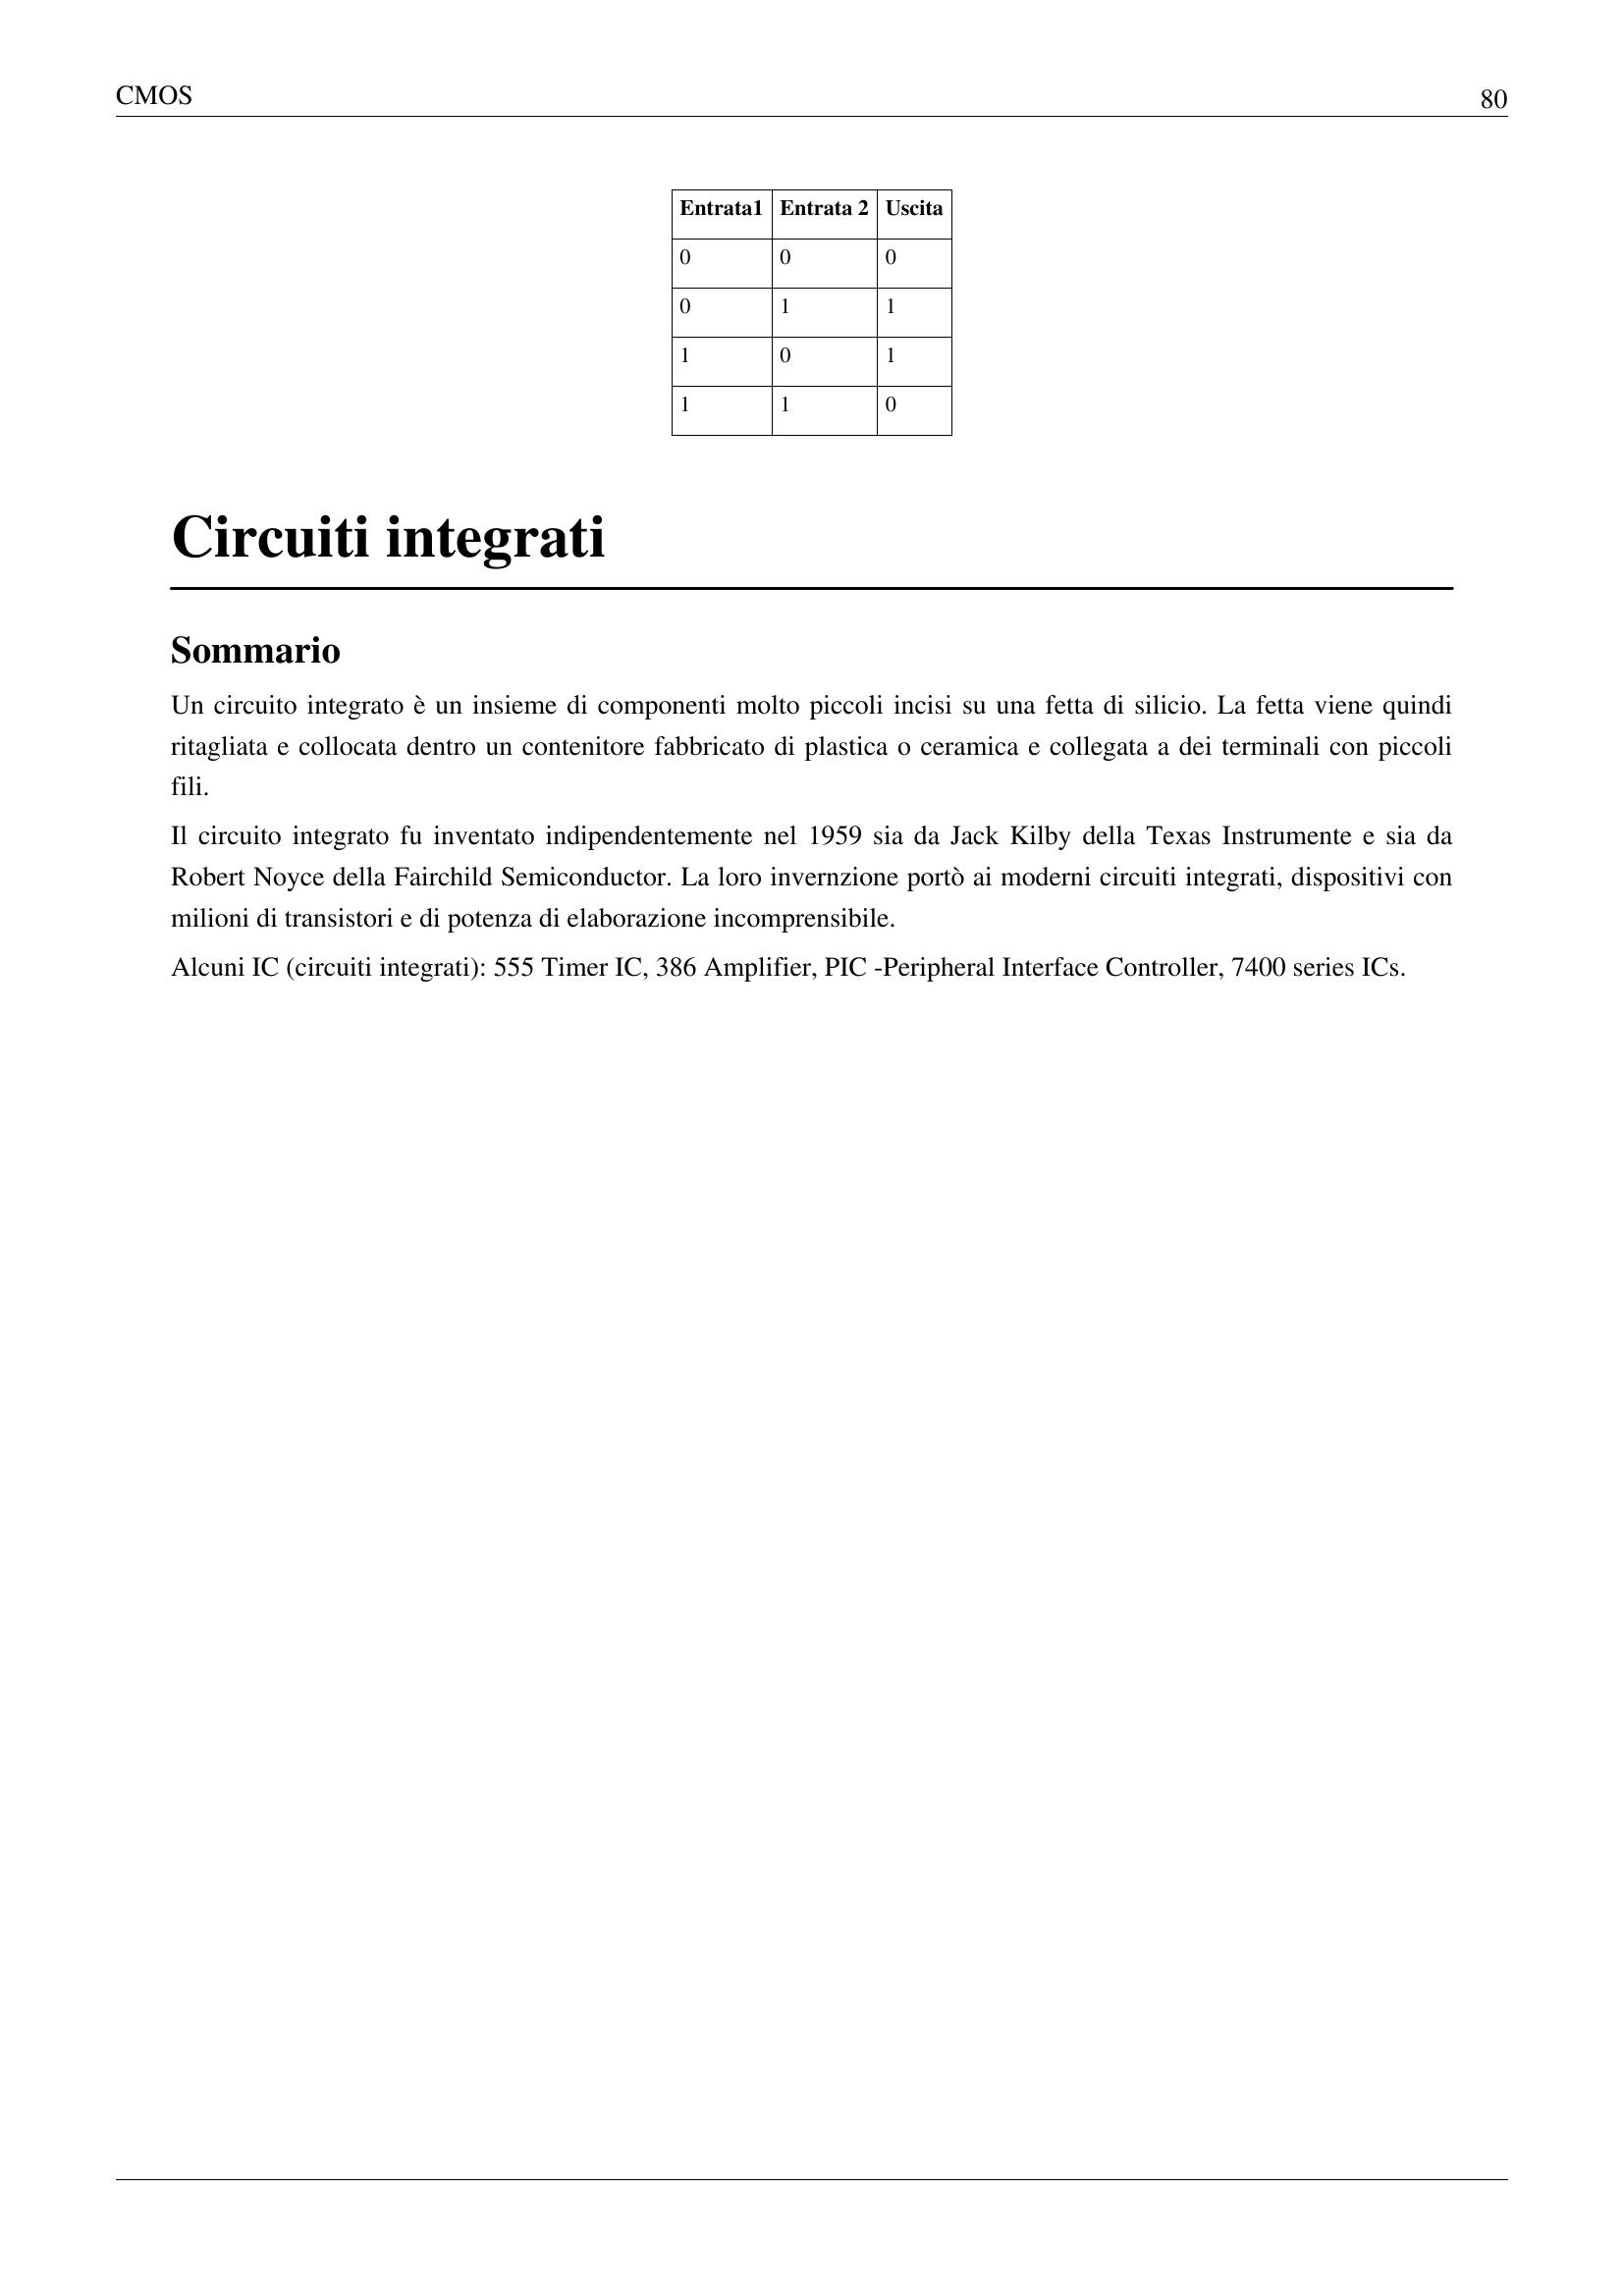 CMOS 80
Entrata1 Entrata 2 Uscita
0 0 0
0 1 1
1 0 1
1 1 0
Circuiti integrati
Sommario
Un circuito integrato è un insieme di componenti molto piccoli incisi su una fetta di silicio. La fetta viene quindi
ritagliata e collocata dentro un contenitore fabbricato di plastica o ceramica e collegata a dei terminali con piccoli
fili.
Il circuito integrato fu inventato indipendentemente nel 1959 sia da Jack Kilby della Texas Instrumente e sia da
Robert Noyce della Fairchild Semiconductor. La loro invernzione portò ai moderni circuiti integrati, dispositivi con
milioni di transistori e di potenza di elaborazione incomprensibile.
Alcuni IC (circuiti integrati): 555 Timer IC, 386 Amplifier, PIC -Peripheral Interface Controller, 7400 series ICs.